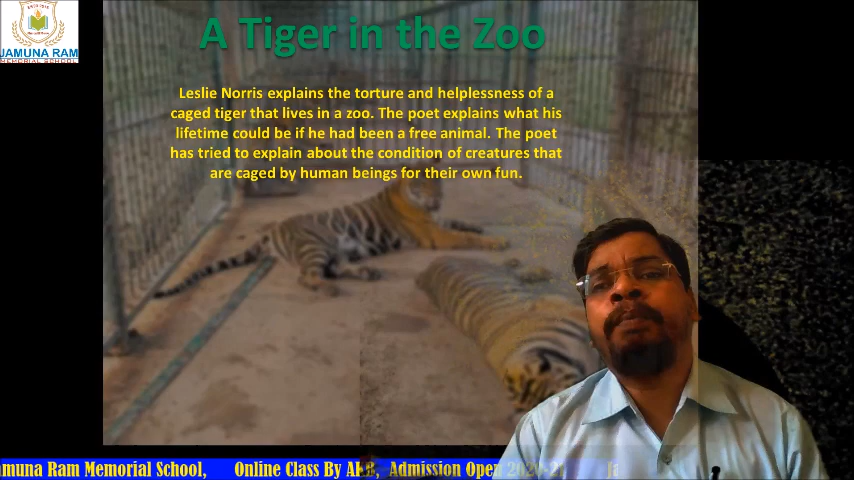 A Tiger in the Zoo
Leslie Norris explains the torture and helplessness of a
caged tiger that lives in a zoo. The poet explains what his
lifetime could be if he had been a free animal. The poet
has tried to explain about the condition of creatures that
are caged by human beings for their own fun.
JAMUNA RAM
MEMORIAL SCHOOL
amuna Ram Memorial School, Online Class By AKB, Admission Open